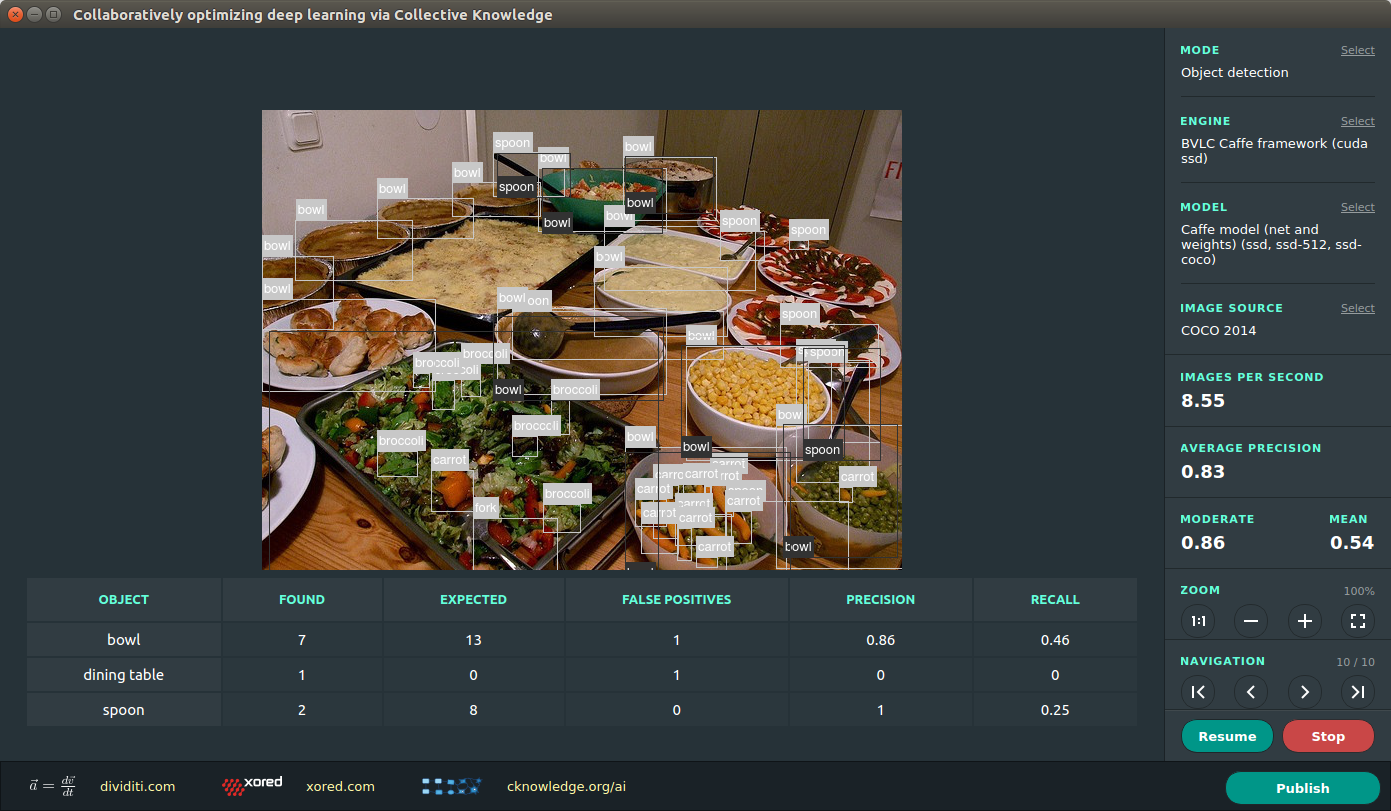 Collaboratively optimizing deep learning via Collective Knowledge
MODE Select
Object detection
ENGINE Select
BVLC Caffe framework (cuda
ssd)
MODEL Select
Caffe model (net and
weights) (ssd, ssd-512, ssd-
coco)
IMAGE SOURCE Select
COCO 2014
IMAGES PER SECOND
8.55
AVERAGE PRECISION
0.83
MODERATE MEAN
0.86 0.54
ZOOM 100%
1:1
NAVIGATION 10 / 10
Resume Stop
spoon
bowl
bowl
bowl
spoon
bowl
bowl
bowl
bowl
bowl
spoon
bowl
spoon
bowl
bowl
bowl
bowl
spoon
bowl
broccoli
broccoli
spoon
bowl
broccoli
bowl
broccoli
bowl
broccoli
bowl
spoon
carrot
carrot
carrot
carrot
carrot
broccoli
carrot
fork
carrot
carrot
bowl
OBJECT FOUND EXPECTED FALSE POSITIVES PRECISION RECALL
bowl 7 13 1 0.86 0.46
dining table 1 0 1 0 0
spoon 2 8 0 1 0.25
a = dv/dt dividiti.com xored xored.com cknowledge.org/ai
Publish